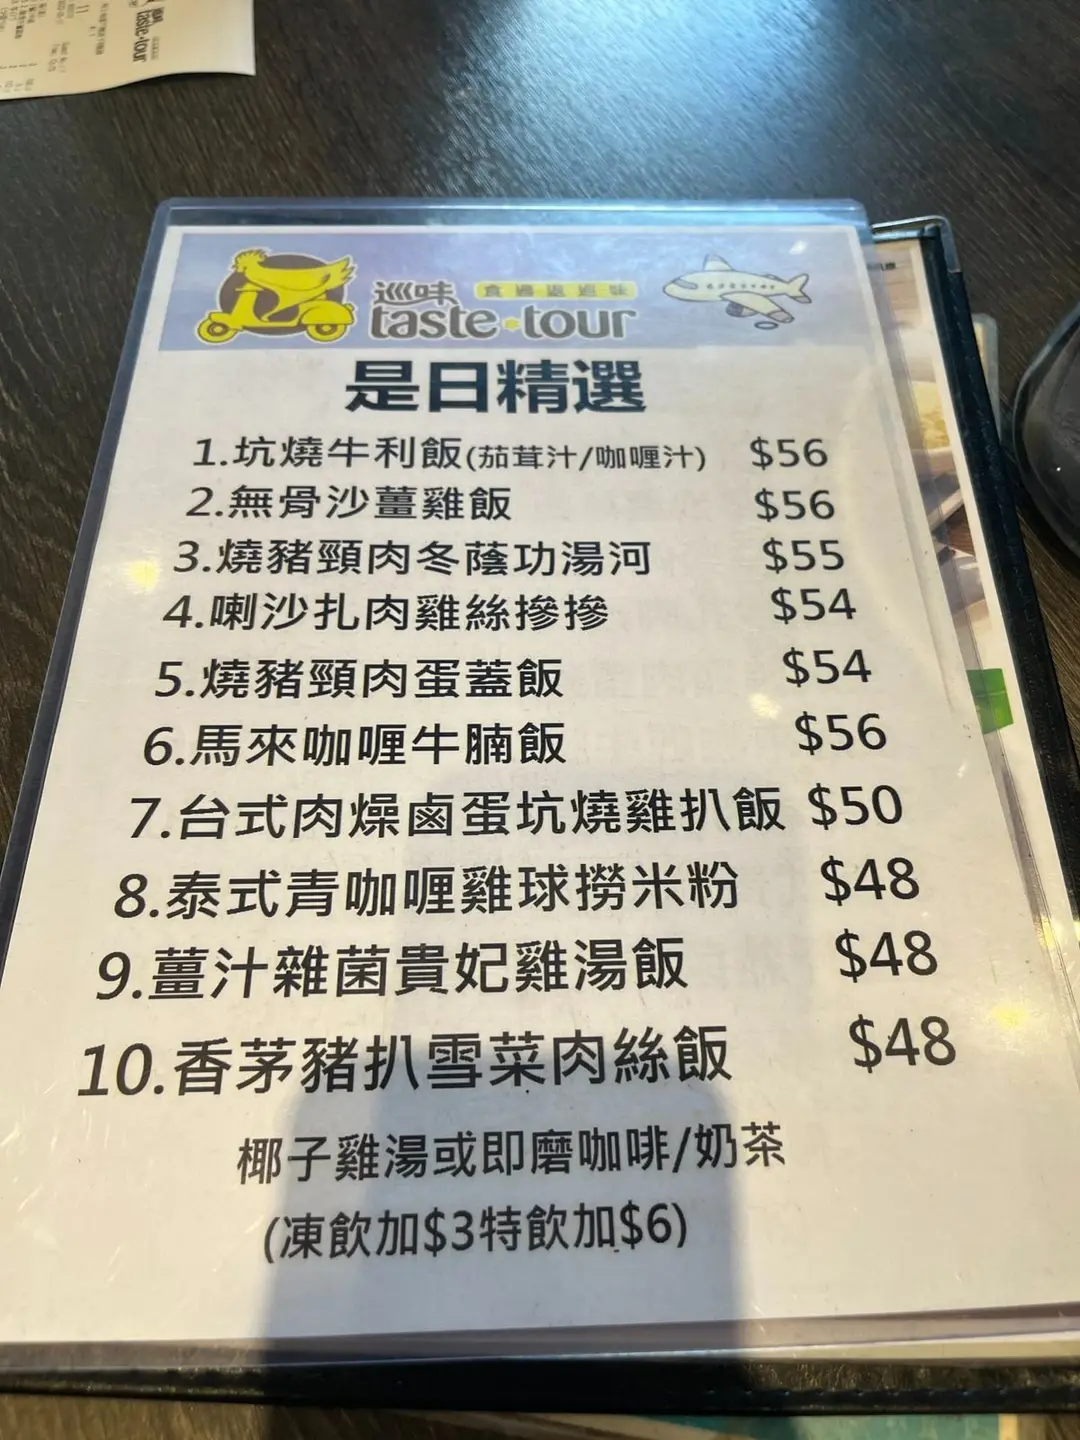 taste·tour
巡味 食過返尋味
taste·tour
是日精選
1.坑燒牛利飯(茄茸汁/咖喱汁) $56
2.無骨沙薑雞飯 $56
3.燒豬頸肉冬蔭功湯河 $55
4.喇沙扎肉雞絲摻摻 $54
5.燒豬頸肉蛋蓋飯 $54
6.馬來咖喱牛腩飯 $56
7.台式肉燥鹵蛋坑燒雞扒飯 $50
8.泰式青咖喱雞球撈米粉 $48
9.薑汁雜菌貴妃雞湯飯 $48
10.香茅豬扒雪菜肉絲飯 $48
椰子雞湯或即磨咖啡/奶茶
(凍飲加$3特飲加$6)